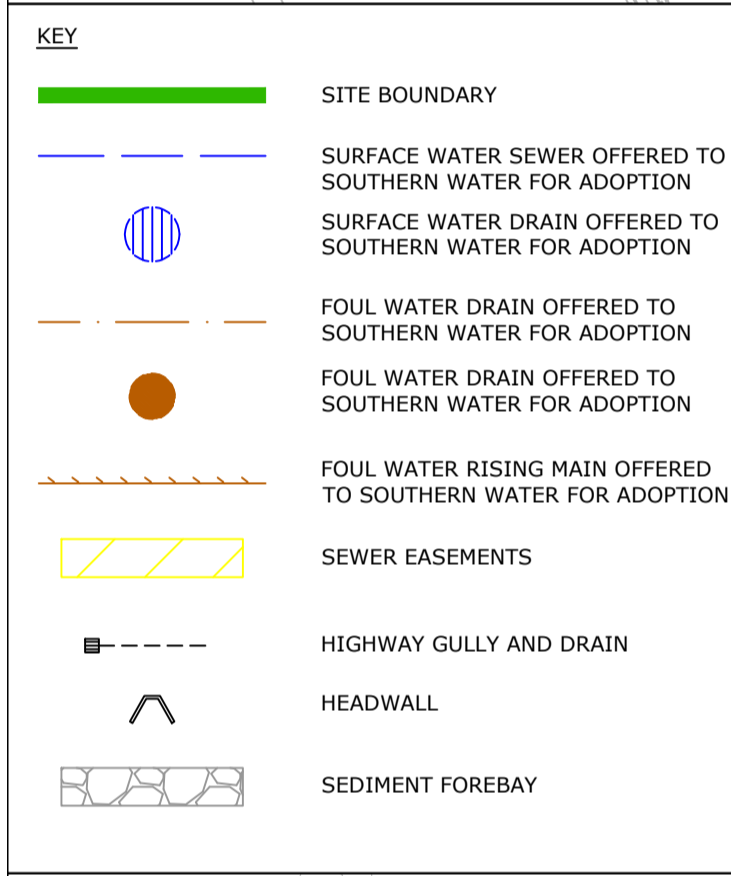 KEY
SITE BOUNDARY
SURFACE WATER SEWER OFFERED TO
SOUTHERN WATER FOR ADOPTION
SURFACE WATER DRAIN OFFERED TO
SOUTHERN WATER FOR ADOPTION
FOUL WATER DRAIN OFFERED TO
SOUTHERN WATER FOR ADOPTION
FOUL WATER DRAIN OFFERED TO
SOUTHERN WATER FOR ADOPTION
FOUL WATER RISING MAIN OFFERED
TO SOUTHERN WATER FOR ADOPTION
SEWER EASEMENTS
HIGHWAY GULLY AND DRAIN
HEADWALL
SEDIMENT FOREBAY